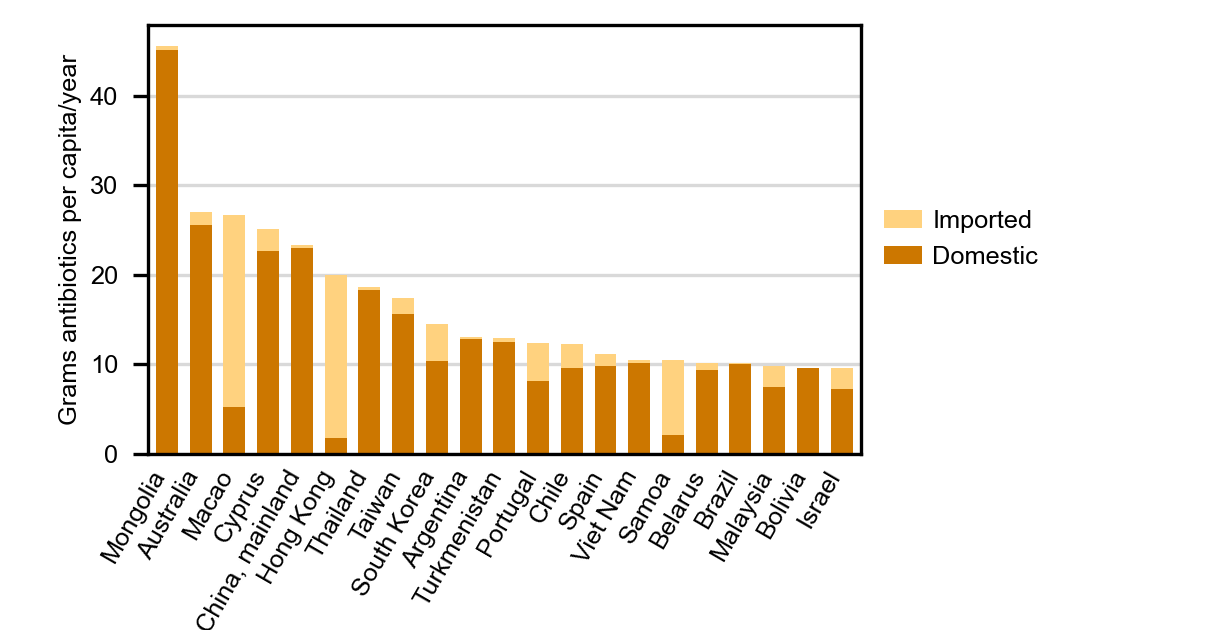 Grams antibiotics per capita/year
40
30
20
10
0
Mongolia
Australia
Macao
Cyprus
China, mainland
Hong Kong
Thailand
Taiwan
South Korea
Argentina
Turkmenistan
Portugal
Chile
Spain
Viet Nam
Samoa
Belarus
Brazil
Malaysia
Bolivia
Israel
Imported
Domestic